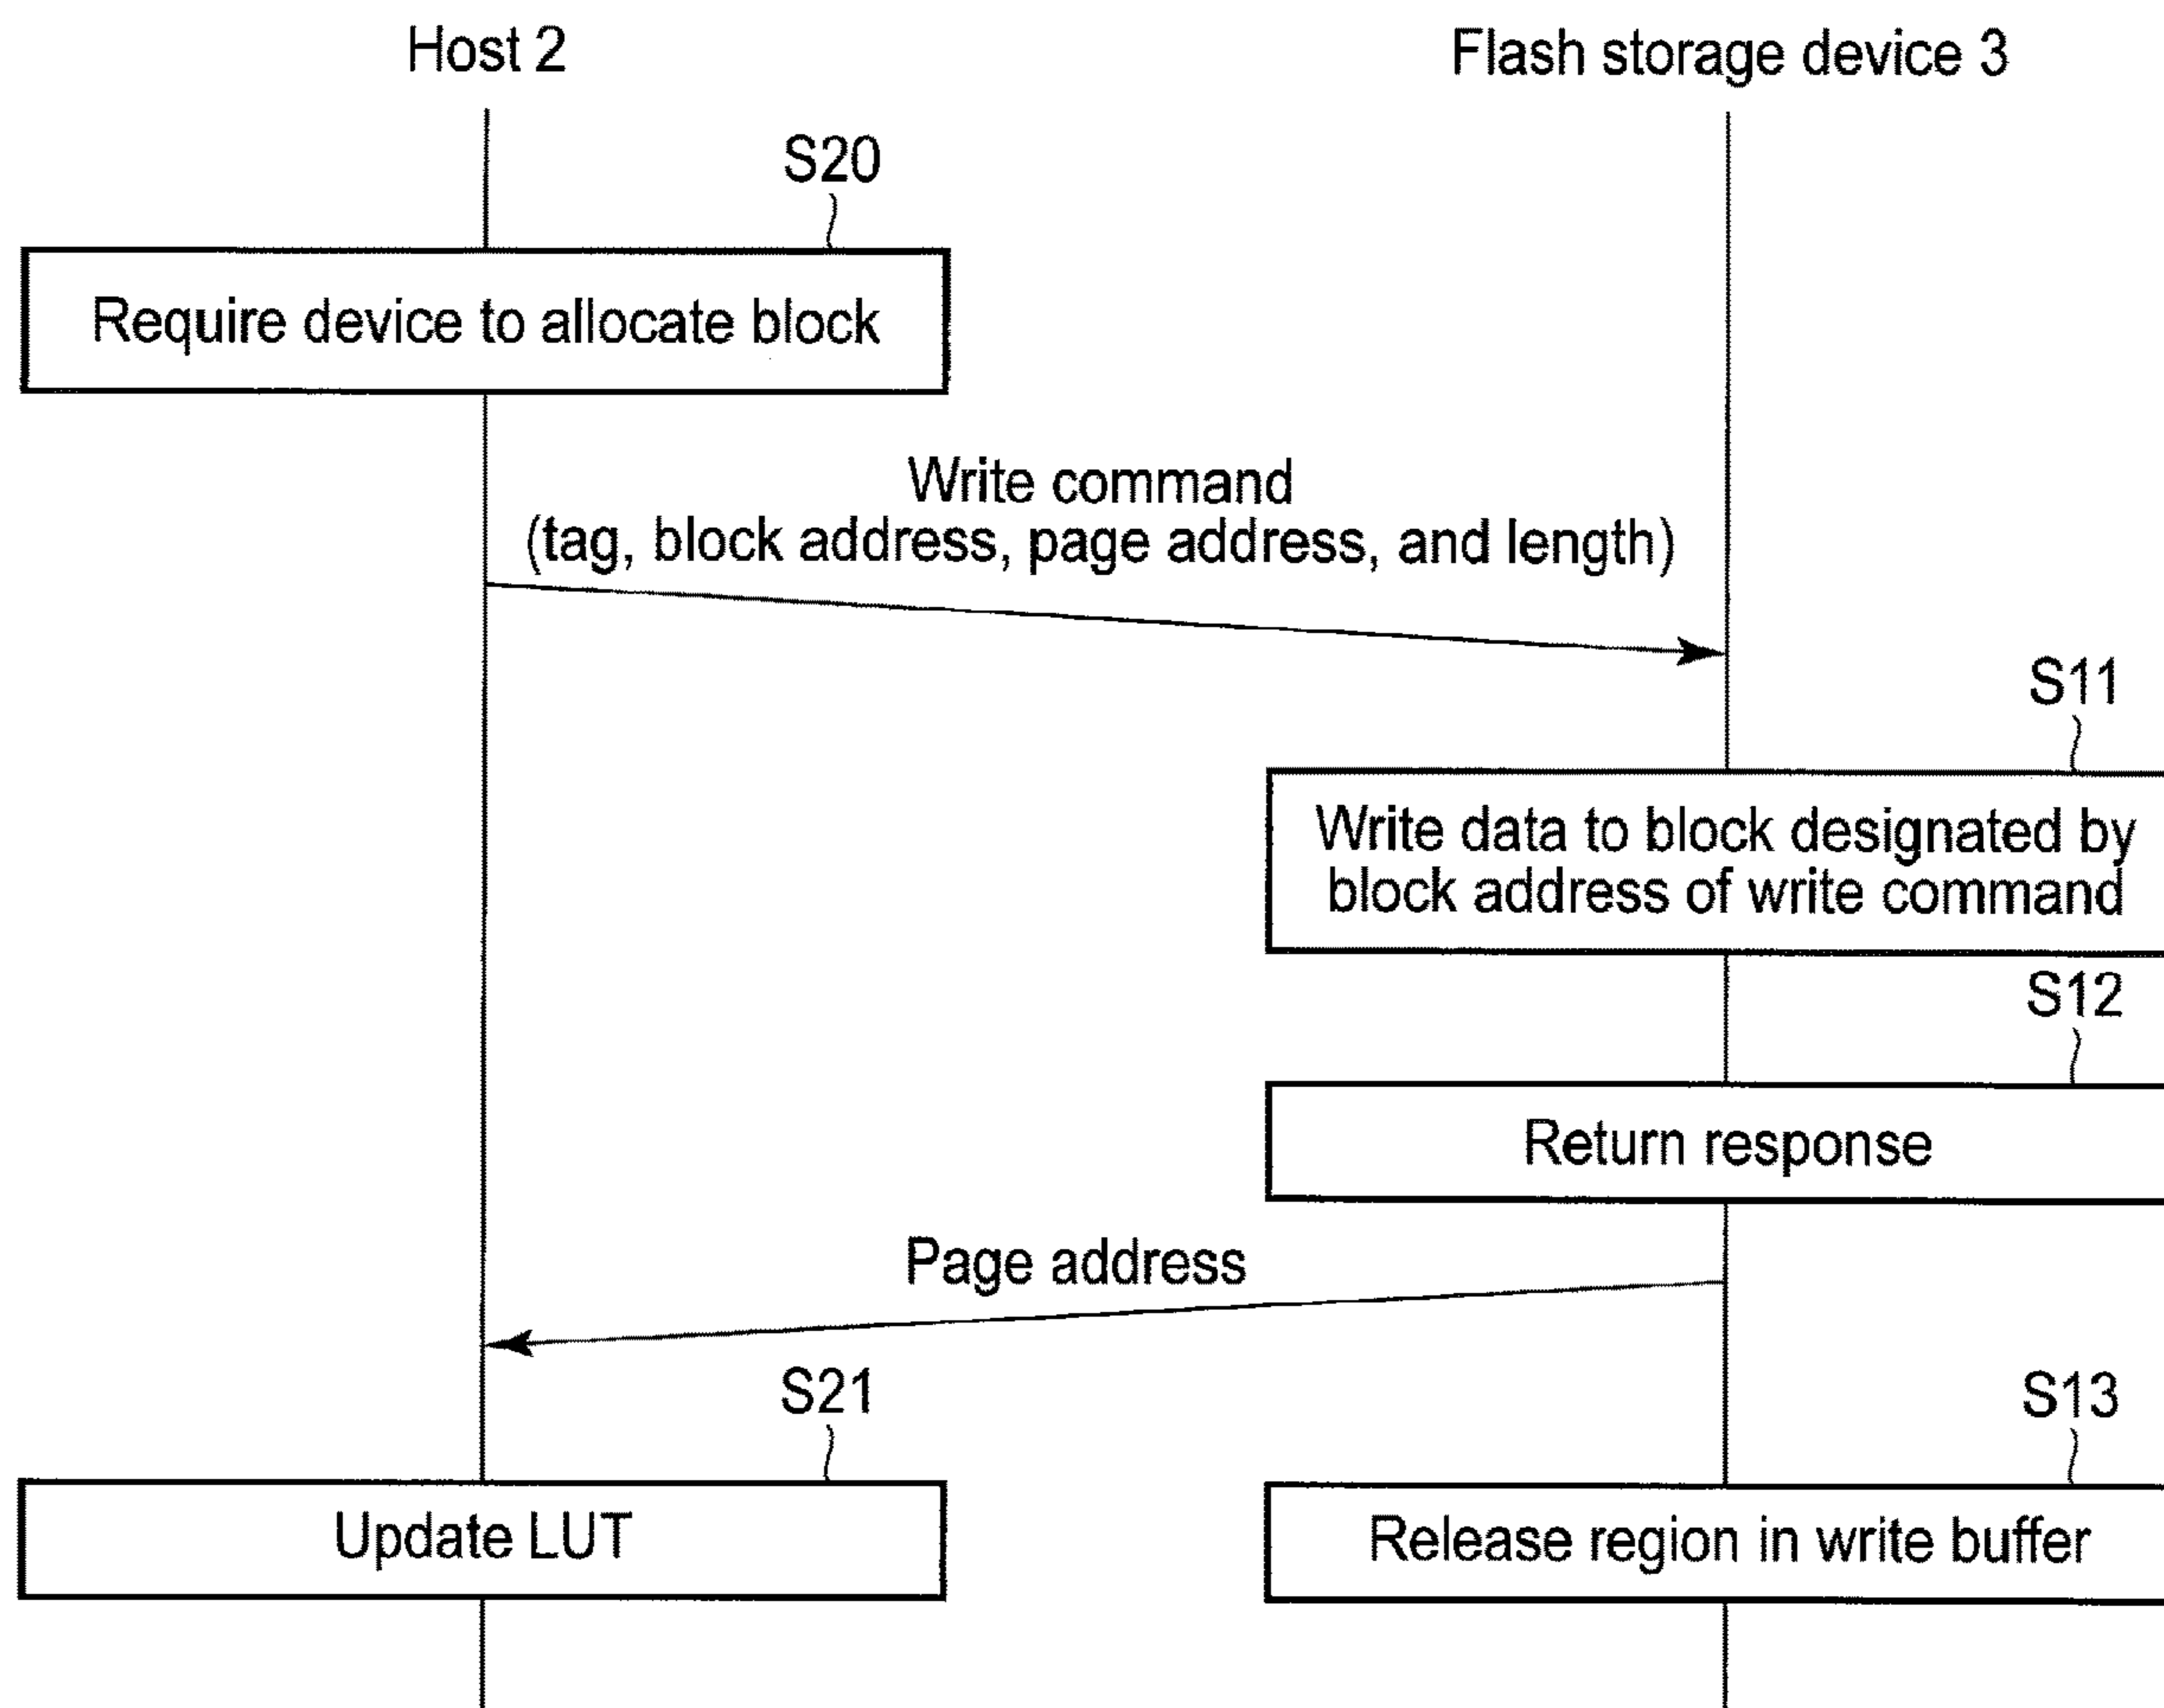 Host 2
Flash storage device 3
S20
Require device to allocate block
Write command
(tag, block address, page address, and length)
S11
Write data to block designated by
block address of write command
S12
Return response
Page address
S21
S13
Update LUT
Release region in write buffer